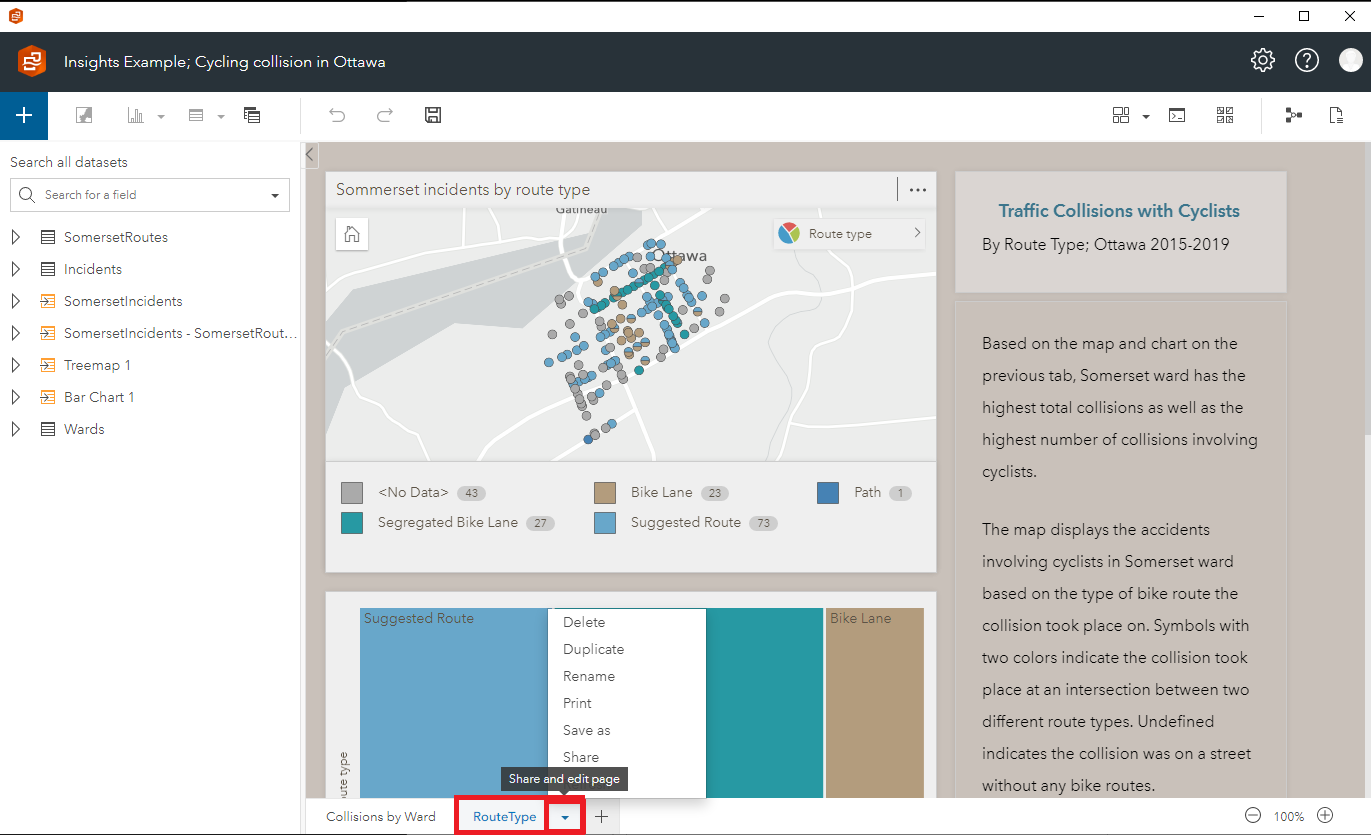 Insights Example; Cycling collision in Ottawa
Search all datasets
Search for a field
SomersetRoutes
Incidents
SomersetIncidents
SomersetIncidents - SomersetRout...
Treemap 1
Bar Chart 1
Wards
Sommerset incidents by route type
Gatineau
Ottawa
Route type
<No Data> 43
Bike Lane 23
Path 1
Segregated Bike Lane 27
Suggested Route 73
Suggested Route
Bike Lane
Delete
Duplicate
Rename
Print
Save as
Share
Share and edit page
Traffic Collisions with Cyclists
By Route Type; Ottawa 2015-2019
Based on the map and chart on the
previous tab, Somerset ward has the
highest total collisions as well as the
highest number of collisions involving
cyclists.
The map displays the accidents
involving cyclists in Somerset ward
based on the type of bike route the
collision took place on. Symbols with
two colors indicate the collision took
place at an intersection between two
different route types. Undefined
indicates the collision was on a street
without any bike routes.
Collisions by Ward
RouteType
100%